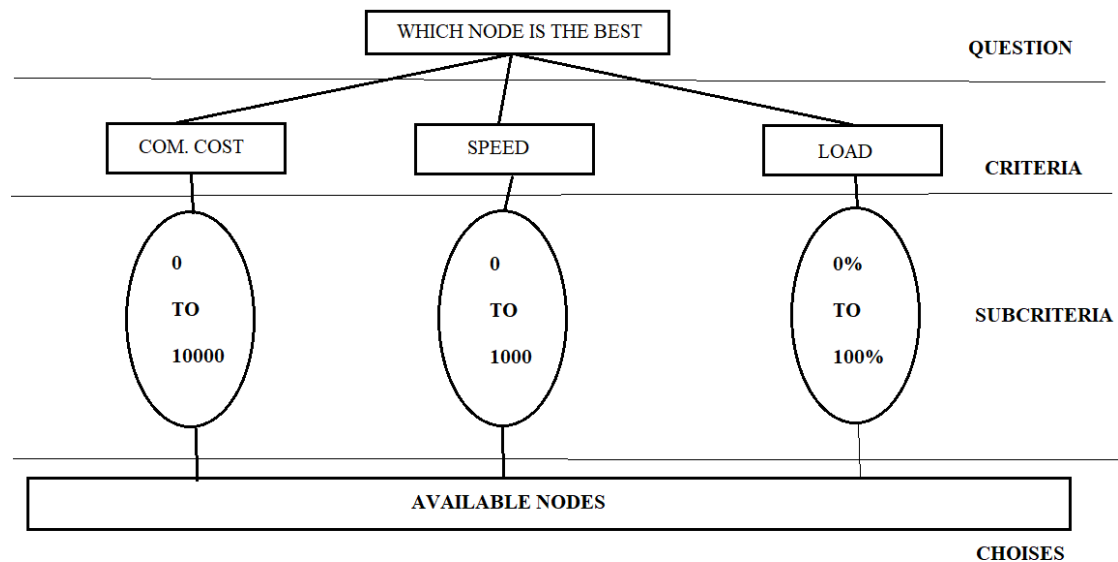 WHICH NODE IS THE BEST
QUESTION
COM. COST
SPEED
LOAD
CRITERIA
0
TO
10000
0
TO
1000
0%
TO
100%
SUBCRITERIA
AVAILABLE NODES
CHOISES